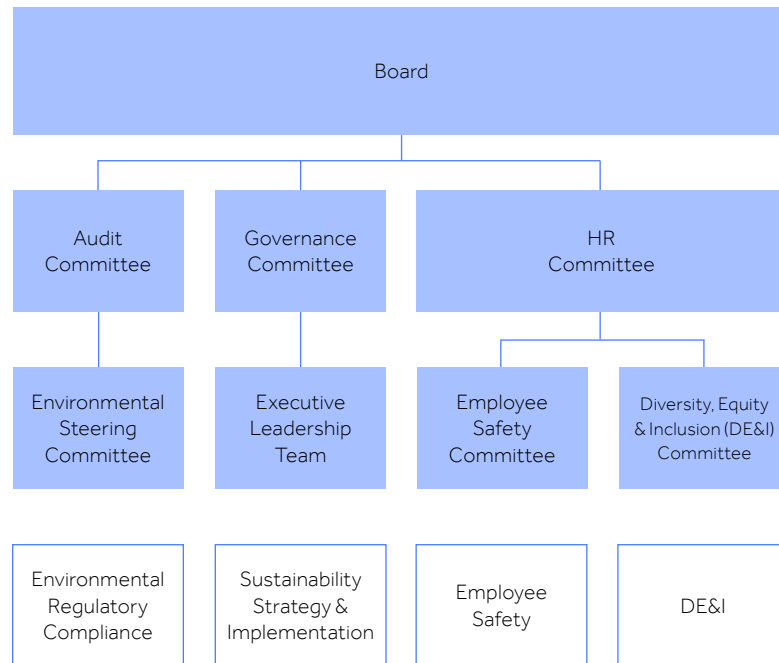 Board
Audit
Committee
Governance
Committee
HR
Committee
Environmental
Steering
Committee
Executive
Leadership
Team
Employee
Safety
Committee
Diversity, Equity
& Inclusion (DE&I)
Committee
Environmental
Regulatory
Compliance
Sustainability
Strategy &
Implementation
Employee
Safety
DE&I